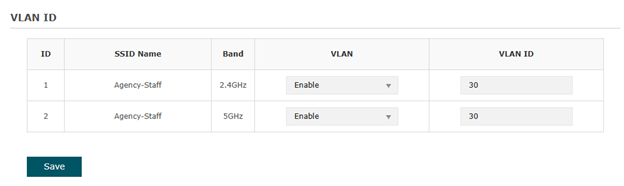 VLAN ID
ID SSID Name Band VLAN VLAN ID
1 Agency-Staff 2.4GHz Enable 30
2 Agency-Staff 5GHz Enable 30
Save